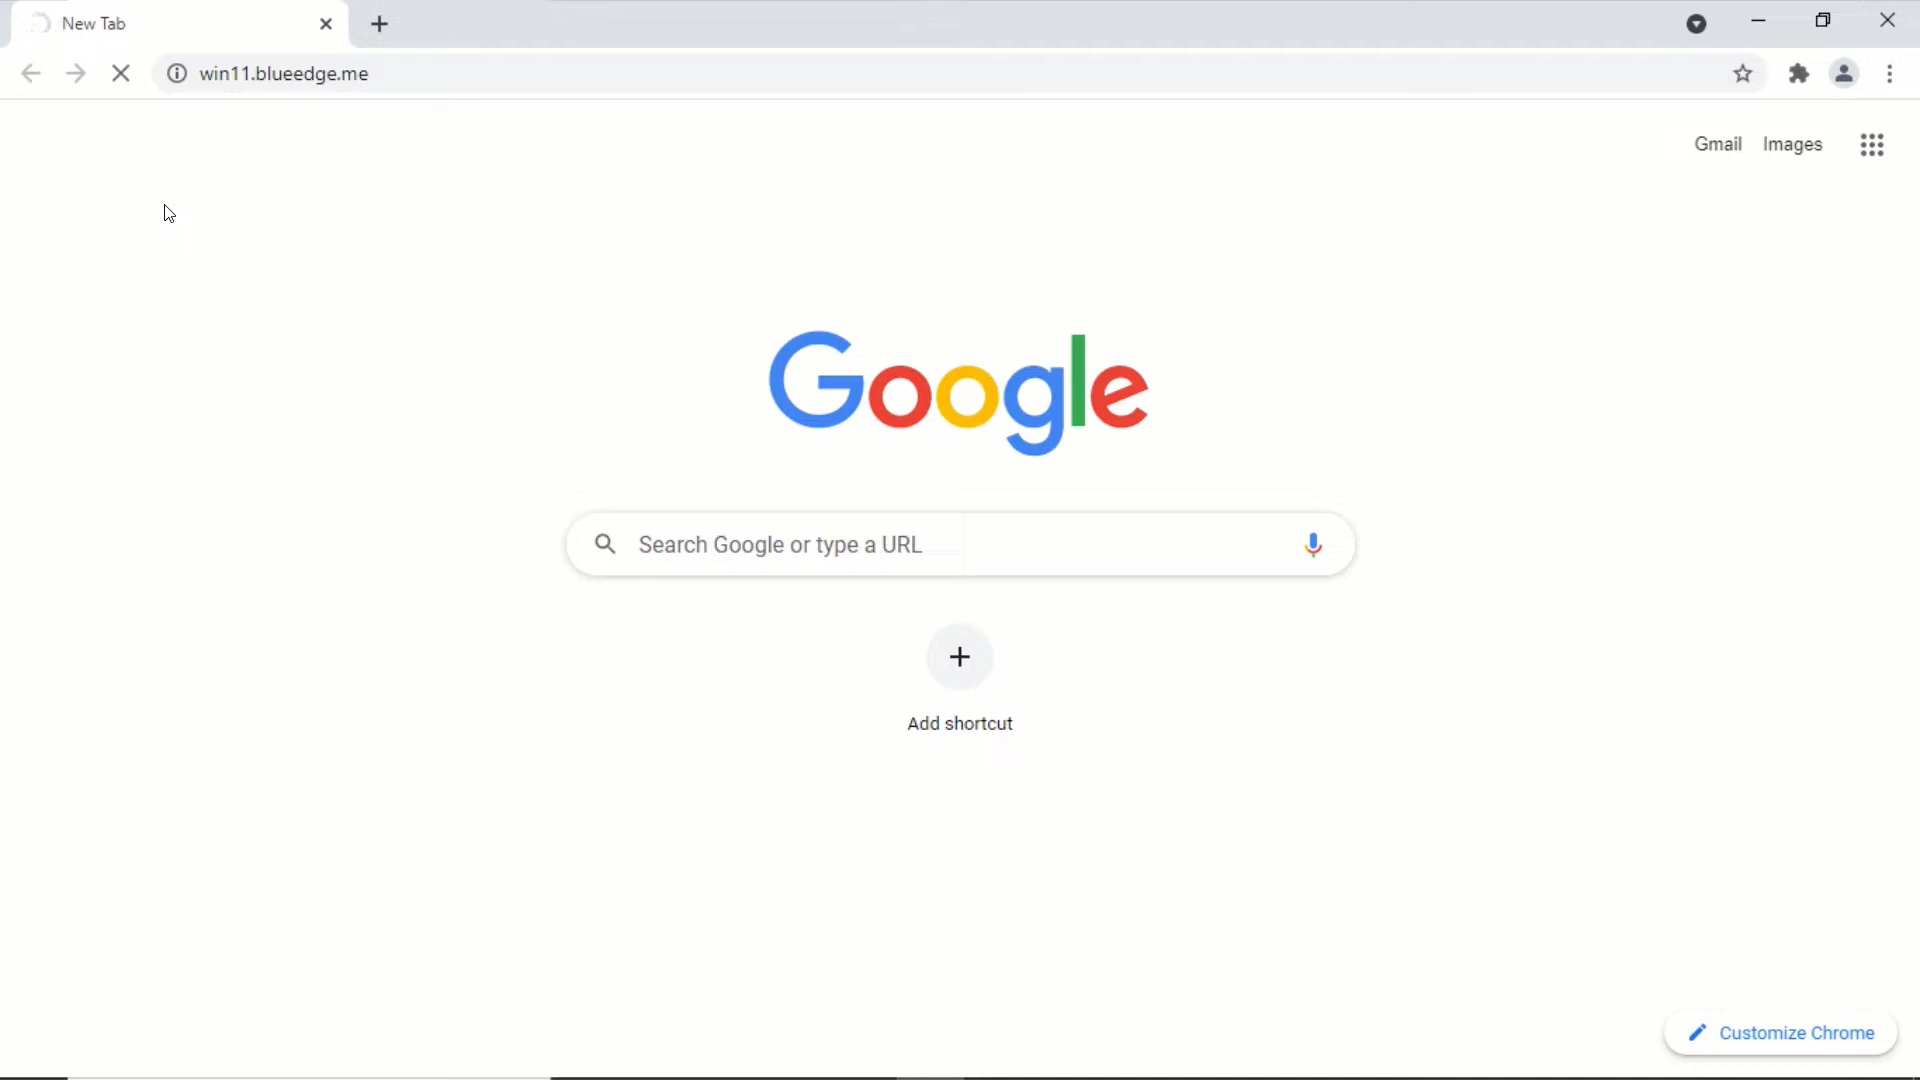 New Tab
win11.blueedge.me
Gmail Images
Google
Search Google or type a URL
Add shortcut
Customize Chrome